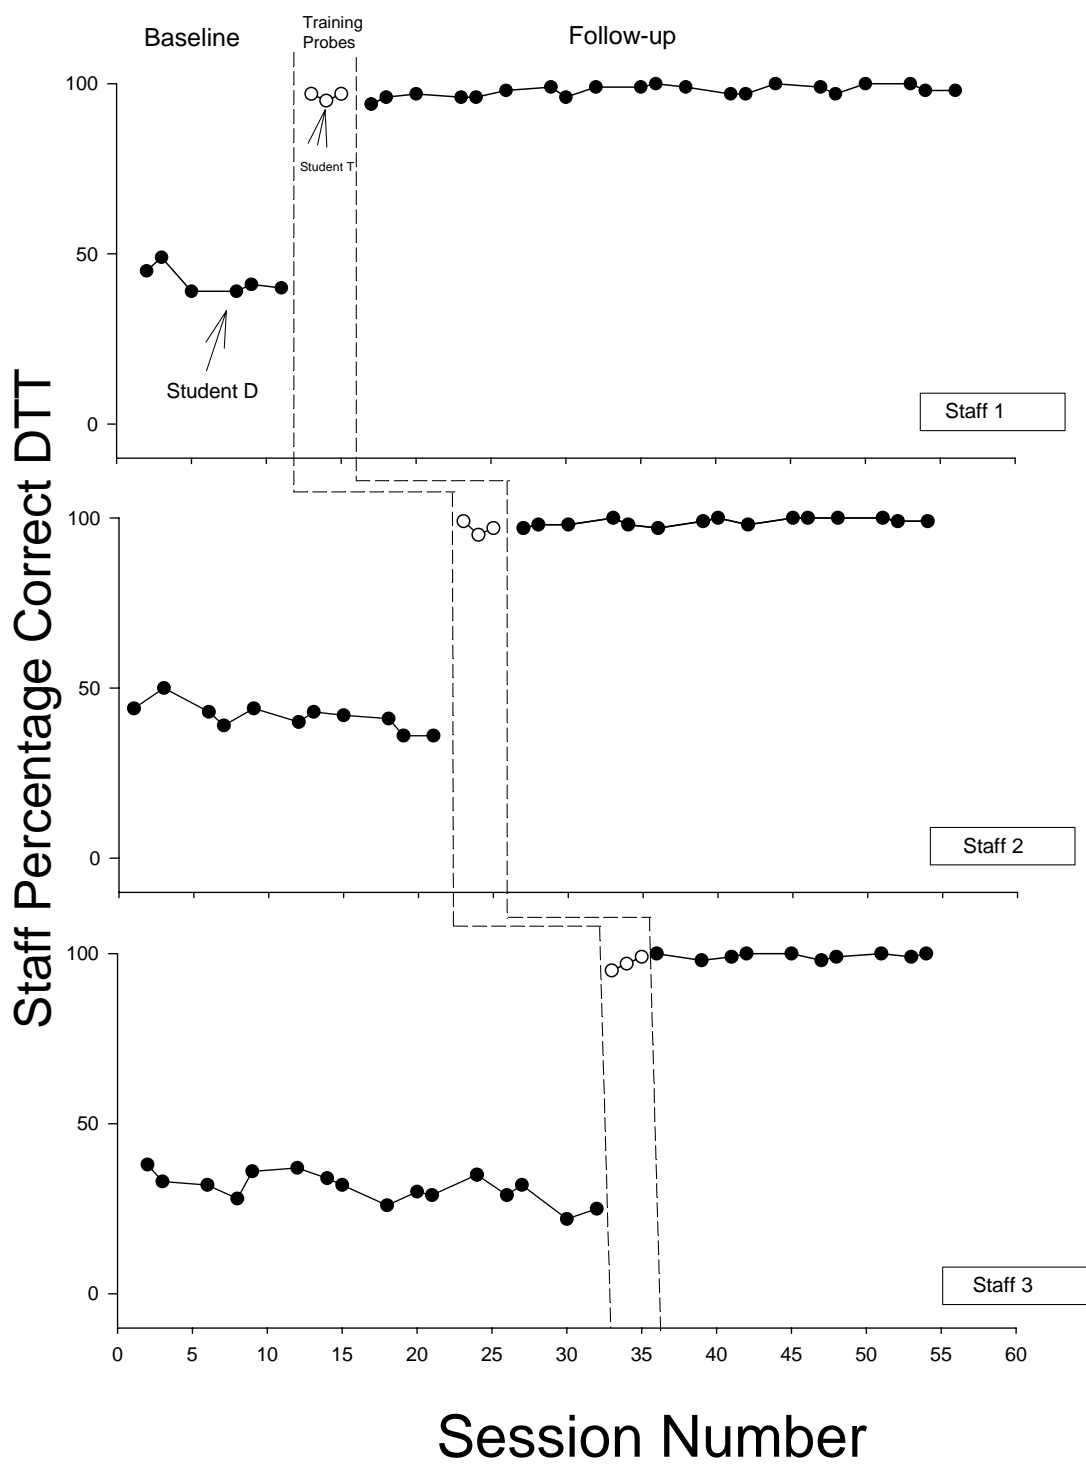 Baseline
Training
Probes
Follow-up
100
50
0
Student T
Student D
Staff 1
100
50
0
Staff 2
100
50
0
Staff 3
0 5 10 15 20 25 30 35 40 45 50 55 60
Staff Percentage Correct DTT
Session Number